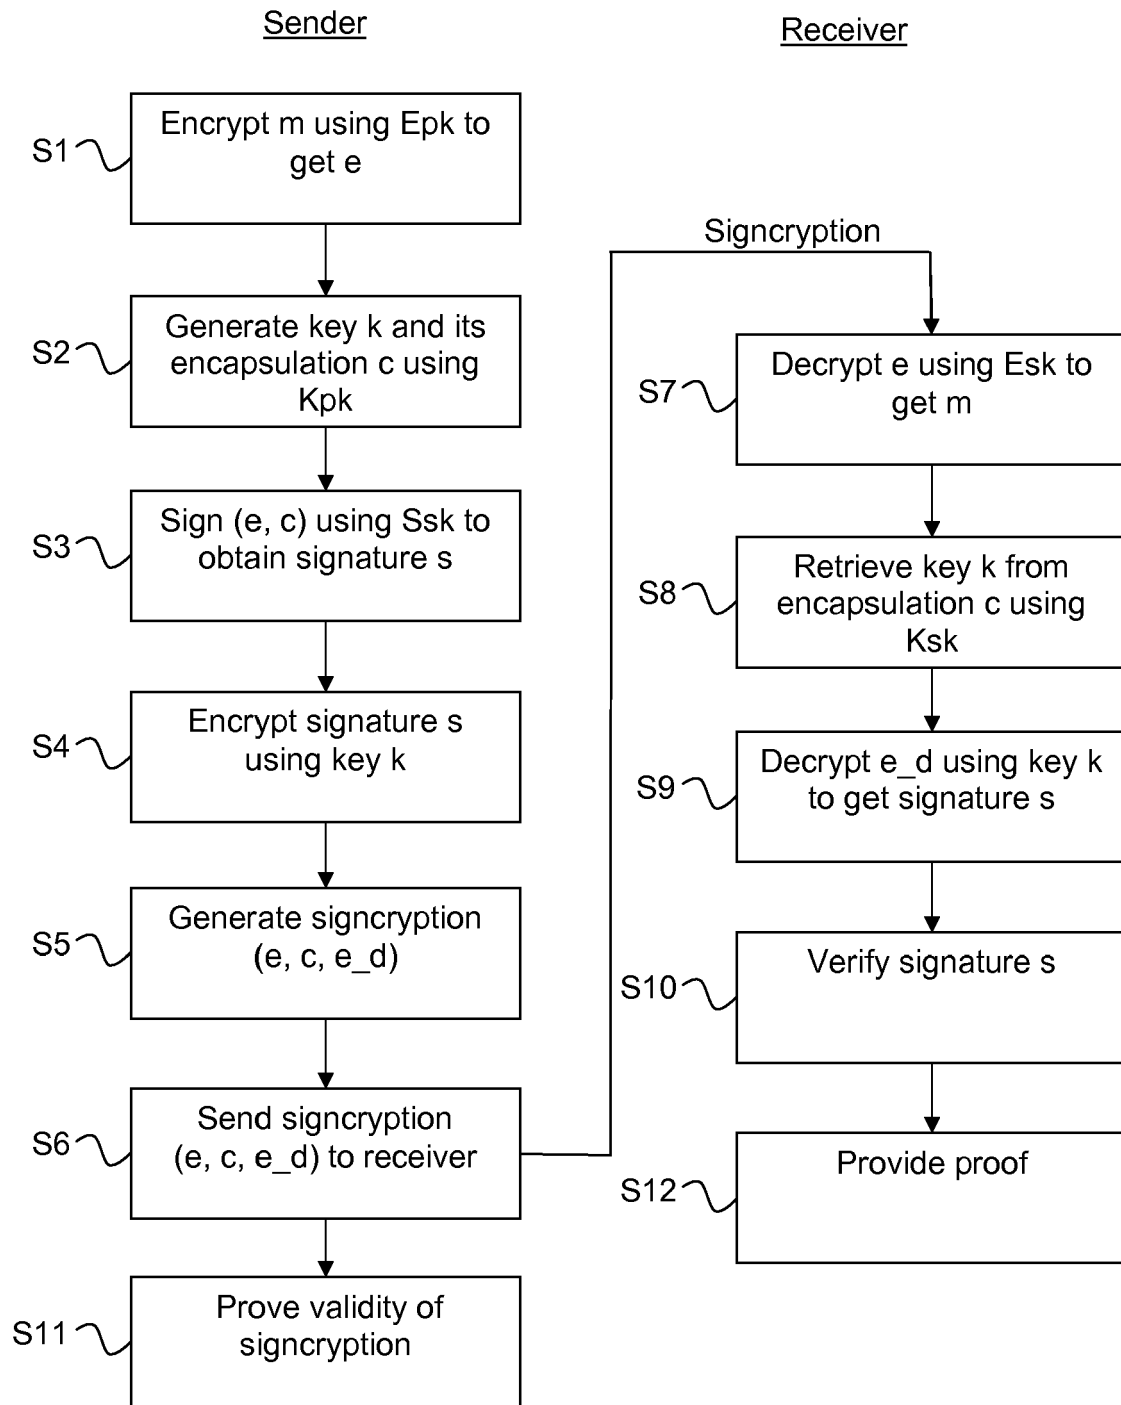 Sender
S1
Encrypt m using Epk to
get e
S2
Generate key k and its
encapsulation c using
Kpk
S3
Sign (e, c) using Ssk to
obtain signature s
S4
Encrypt signature s
using key k
S5
Generate signcryption
(e, c, e_d)
S6
Send signcryption
(e, c, e_d) to receiver
S11
Prove validity of
signcryption
Receiver
Signcryption
S7
Decrypt e using Esk to
get m
S8
Retrieve key k from
encapsulation c using
Ksk
S9
Decrypt e_d using key k
to get signature s
S10
Verify signature s
S12
Provide proof